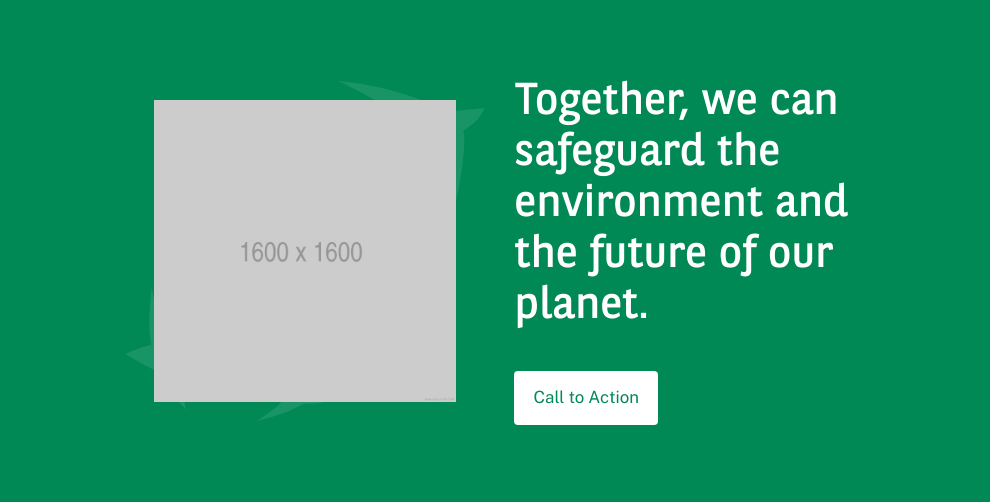 Together, we can
safeguard the
environment and
the future of our
planet.
1600 x 1600
Call to Action